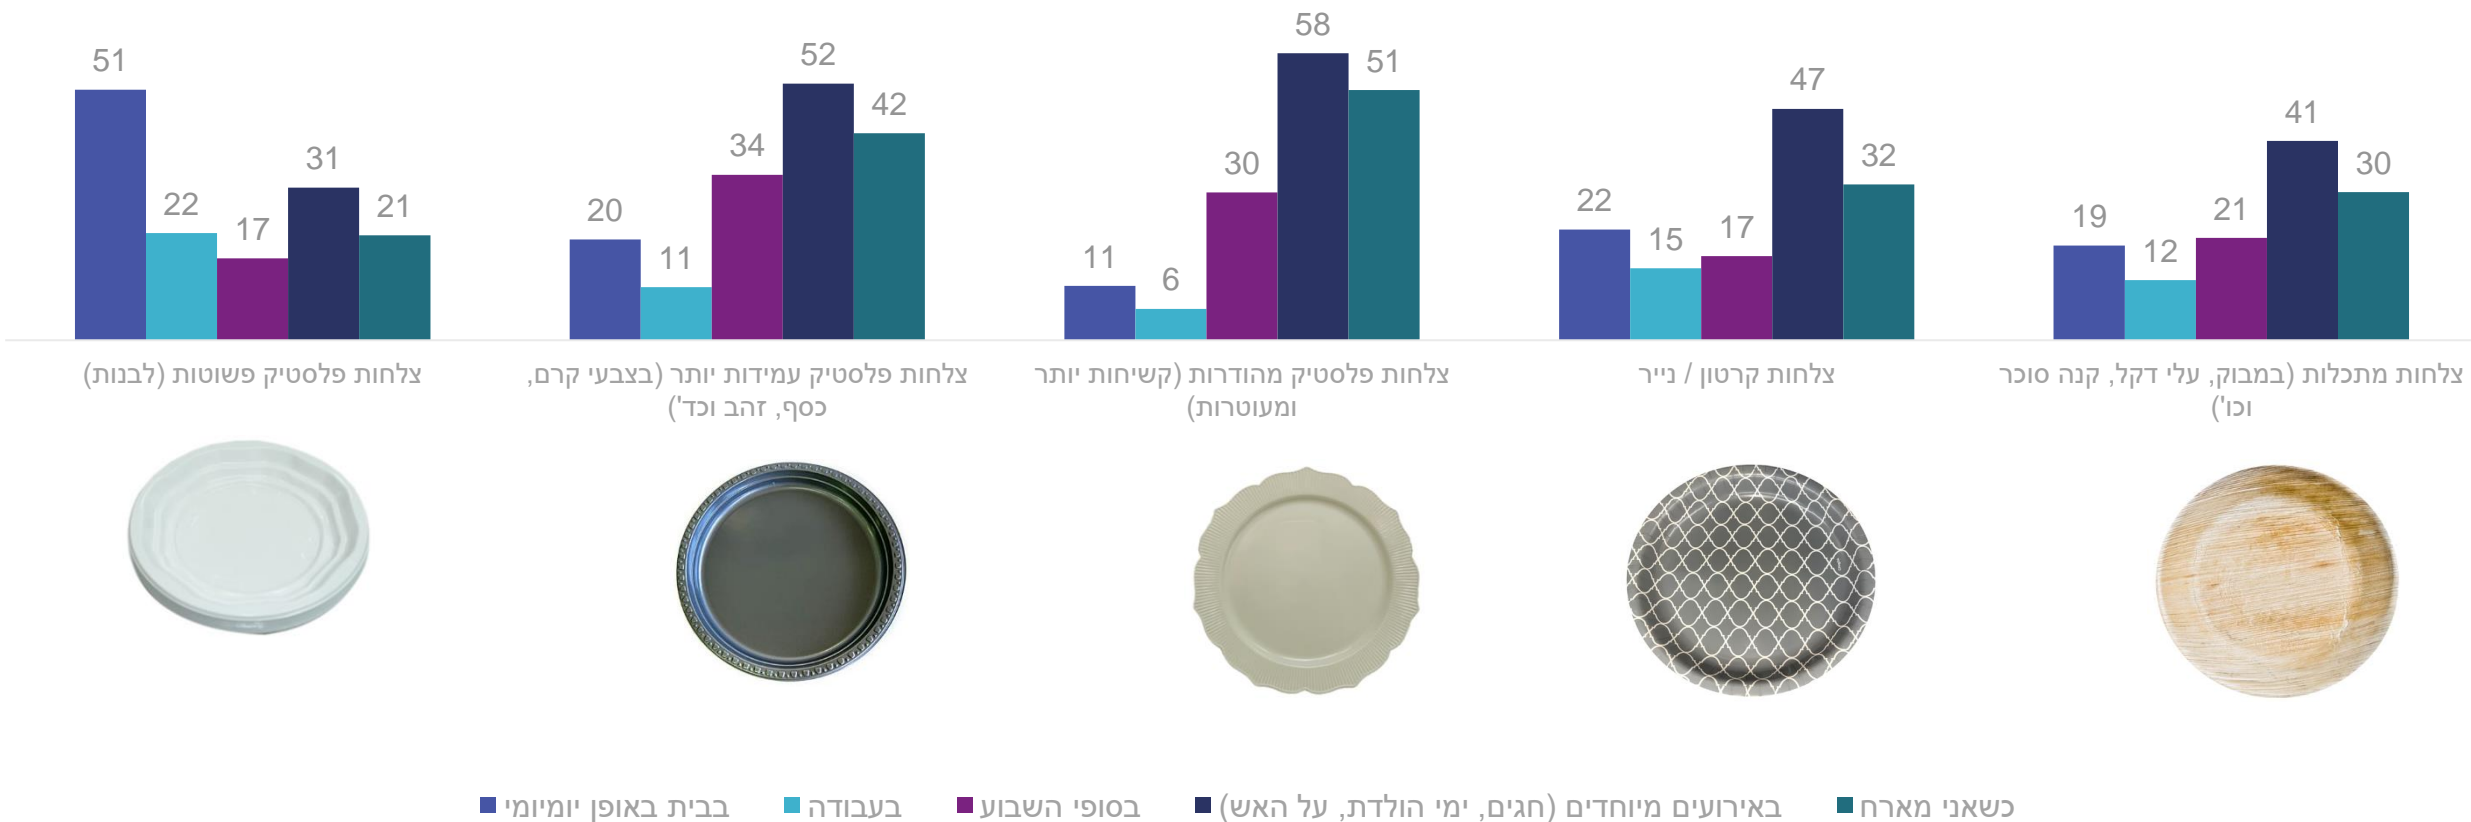 51
22
17
31
21
20
11
34
52
42
11
6
30
58
51
22
15
17
47
32
19
12
21
41
30
צלחות פלסטיק פשוטות (לבנות)
צלחות פלסטיק עמידות יותר (בצבעי קרם,
כסף, זהב וכד')
צלחות פלסטיק מהודרות (קשיחות יותר
ומעוטרות)
צלחות קרטון / נייר
צלחות מתכלות (במבוק, עלי דקל, קנה סוכר
וכו')
בבית באופן יומיומי
בעבודה
בסופי השבוע
באירועים מיוחדים (חגים, ימי הולדת, על האש)
כשאני מארח